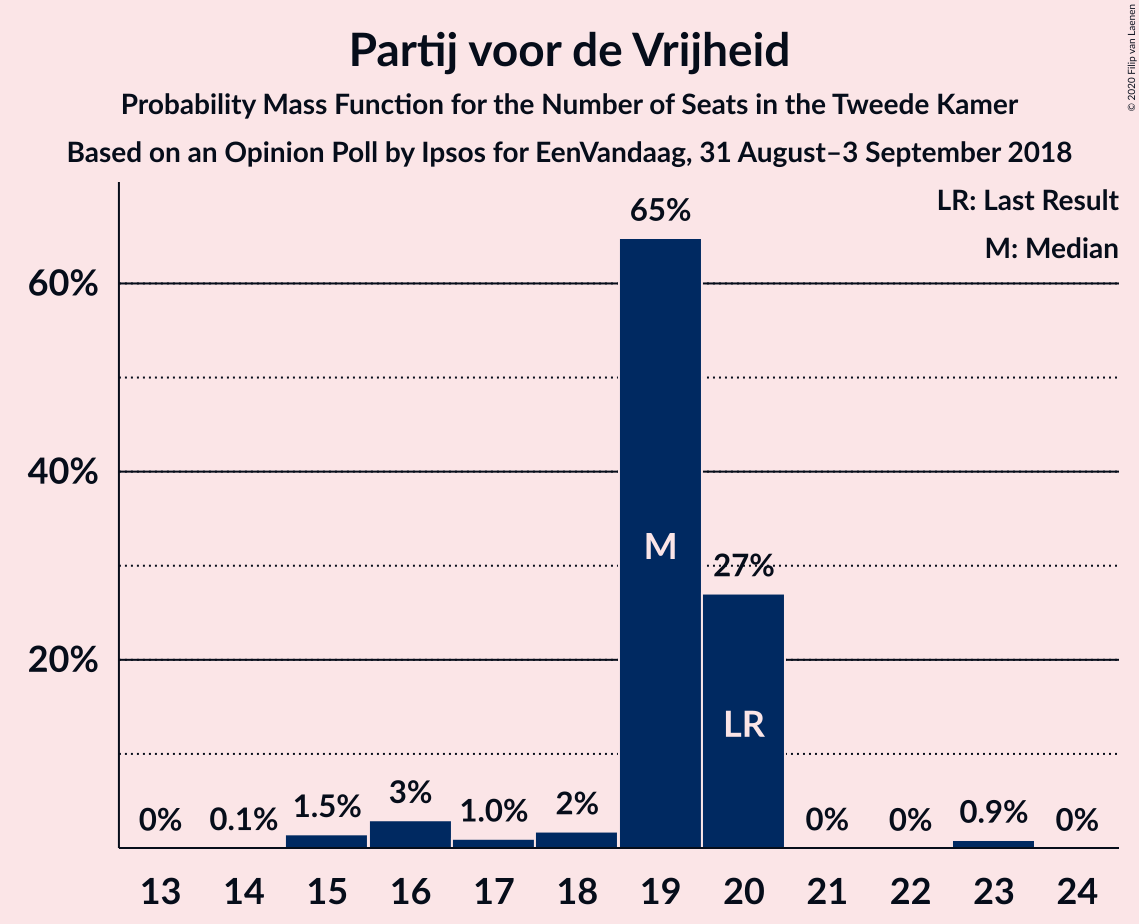 Partij voor de Vrijheid
Probability Mass Function for the Number of Seats in the Tweede Kamer
Based on an Opinion Poll by Ipsos for EenVandaag, 31 August–3 September 2018
© 2020 Filip van Laenen
LR: Last Result
M: Median
65%
60%
40%
M
27%
20%
LR
0% 0.1% 1.5% 3% 1.0% 2% 0% 0% 0.9% 0%
13 14 15 16 17 18 19 20 21 22 23 24